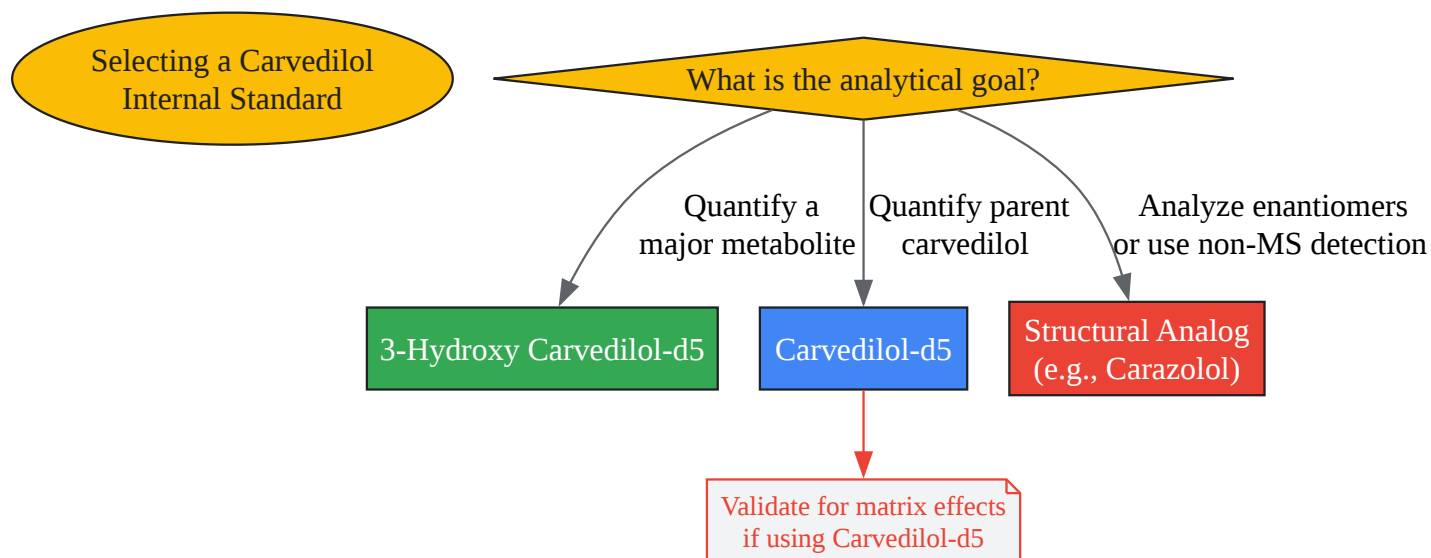 Selecting a Carvedilol
Internal Standard
What is the analytical goal?
Quantify a
major metabolite
Quantify parent
carvedilol
Analyze enantiomers
or use non-MS detection
3-Hydroxy Carvedilol-d5
Carvedilol-d5
Structural Analog
(e.g., Carazolol)
Validate for matrix effects
if using Carvedilol-d5